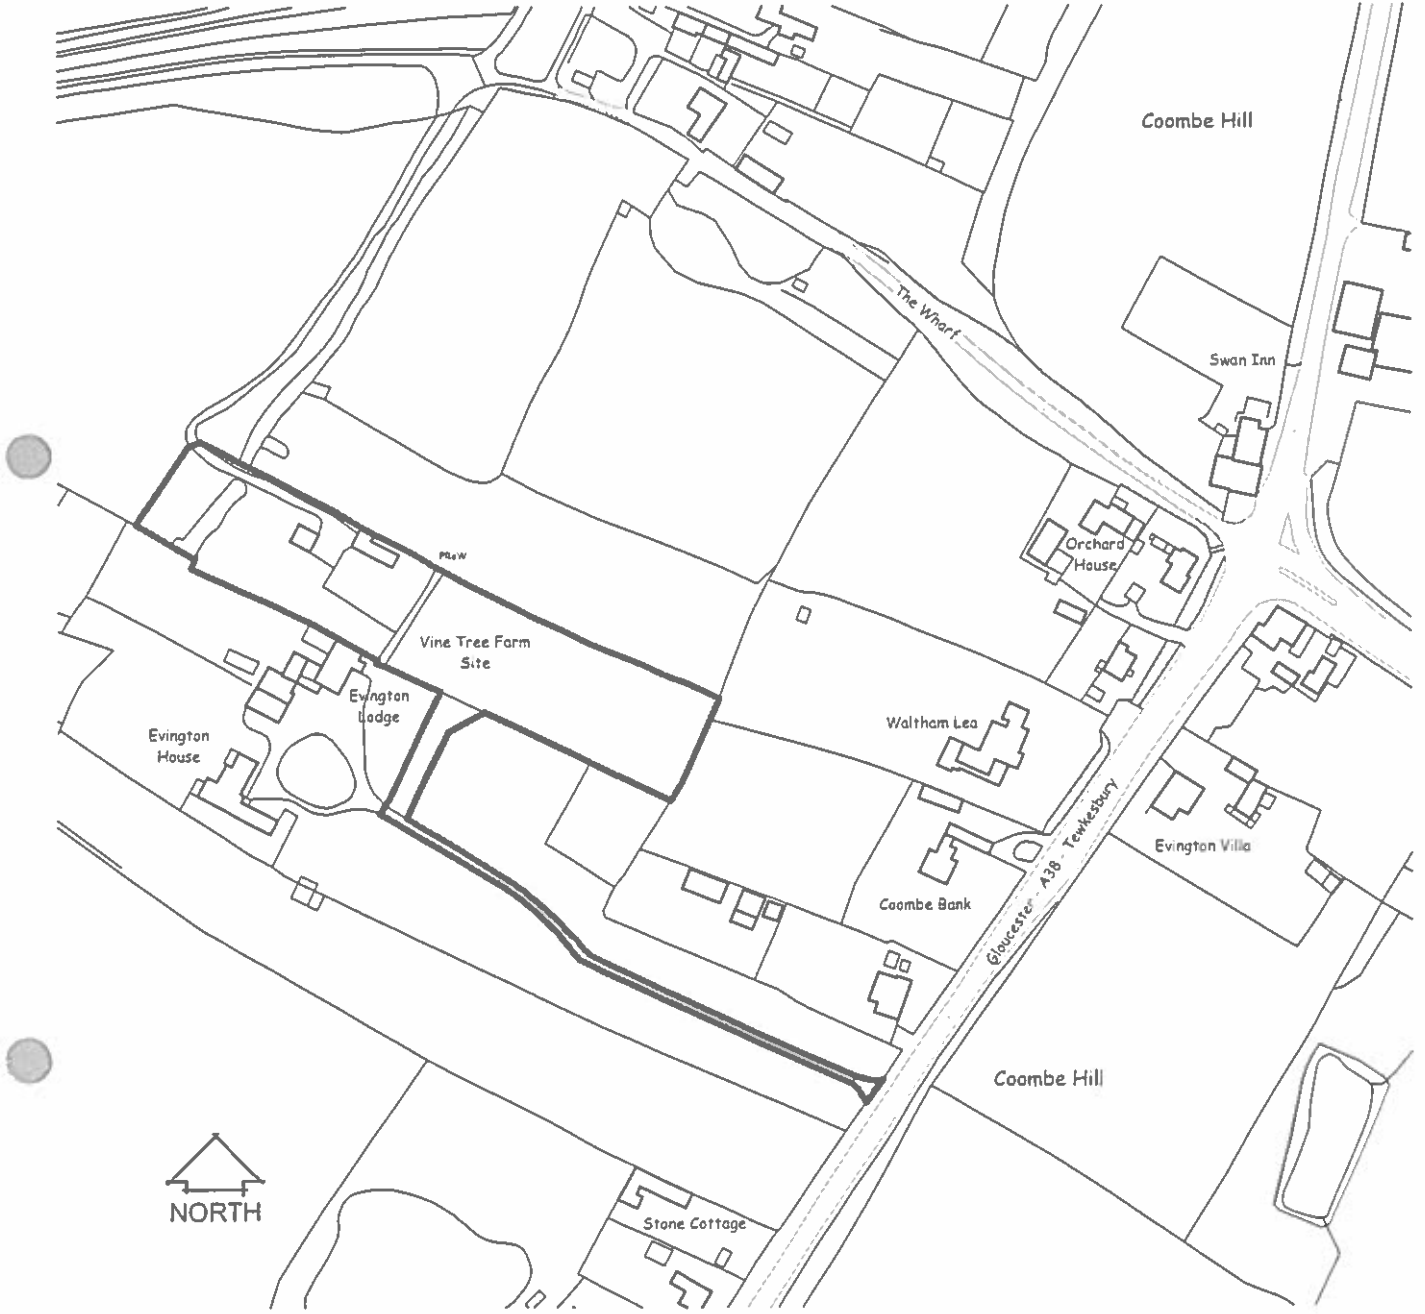 Coombe Hill
The Wharf
Swan Inn
Orchard
House
PRoW
Vine Tree Farm
Site
Evington
Lodge
Evington
House
Waltham Lea
Gloucester - A38 - Tewkesbury
Evington Villa
Coombe Bank
Coombe Hill
NORTH
Stone Cottage